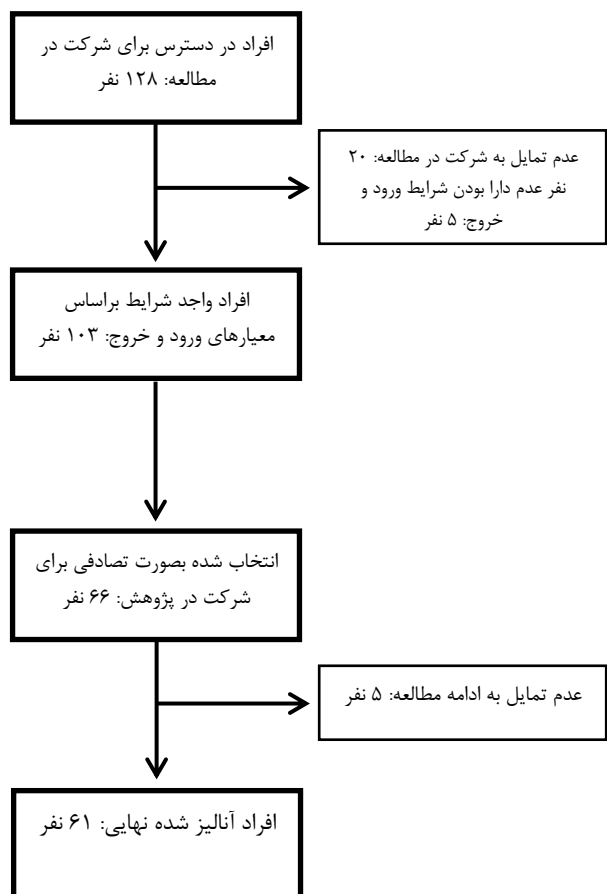 افراد در دسترس برای شرکت در
مطالعه: ۱۲۸ نفر
عدم تمایل به شرکت در مطالعه: ۲۰
نفر عدم دارا بودن شرایط ورود و
خروج: ۵ نفر
افراد واجد شرایط براساس
معیارهای ورود و خروج: ۱۰۳ نفر
انتخاب شده بصورت تصادفی برای
شرکت در پژوهش: ۶۶ نفر
عدم تمایل به ادامه مطالعه: ۵ نفر
افراد آنالیز شده نهایی: ۶۱ نفر